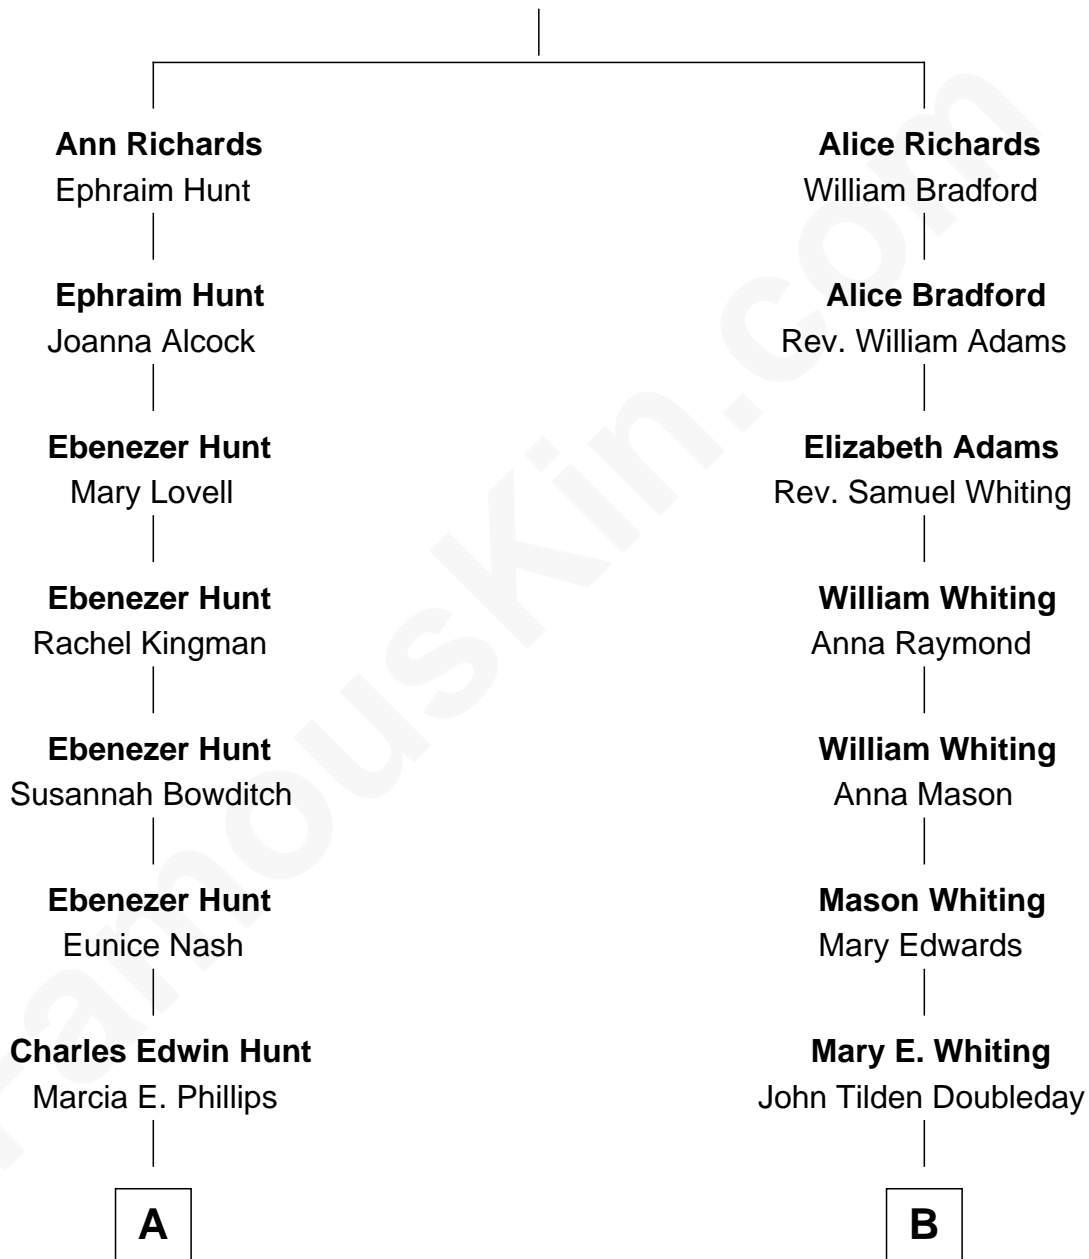 Ann Richards
Ephraim Hunt
Ephraim Hunt
Joanna Alcock
Ebenezer Hunt
Mary Lovell
Ebenezer Hunt
Rachel Kingman
Ebenezer Hunt
Susannah Bowditch
Ebenezer Hunt
Eunice Nash
Charles Edwin Hunt
Marcia E. Phillips
A
Alice Richards
William Bradford
Alice Bradford
Rev. William Adams
Elizabeth Adams
Rev. Samuel Whiting
William Whiting
Anna Raymond
William Whiting
Anna Mason
Mason Whiting
Mary Edwards
Mary E. Whiting
John Tilden Doubleday
B
FamousKin.com